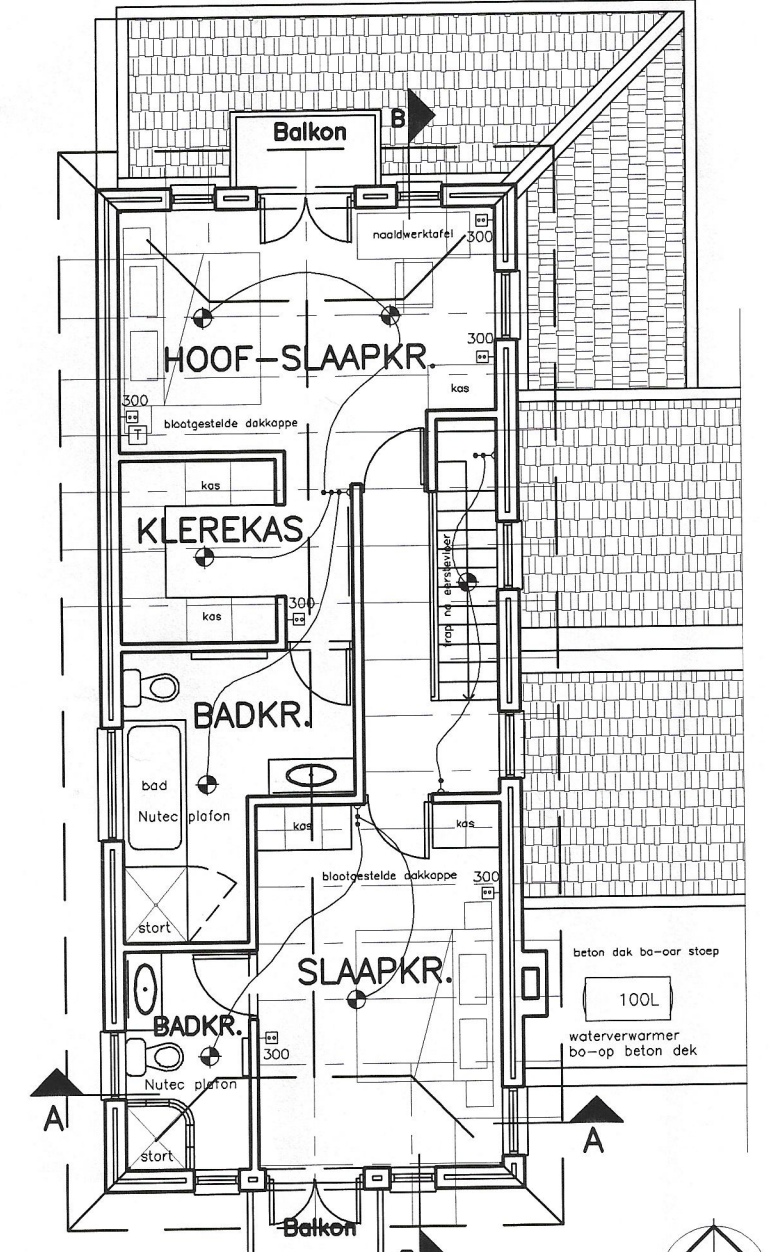 Balkon
B
naaldwerktafel
300
HOOF-SLAAPKR.
300
kas
300
T
blootgestelde dakkappe
kas
KLEREKAS
kas
300
trap na eerstevloer
BADKR.
bad
Nutec plafon
kas
kas
blootgestelde dakkappe
300
stort
SLAAPKR.
beton dak bo-oor stoep
100L
waterverwarmer
bo-op beton dek
BADKR.
300
Nutec plafon
A
A
stort
Balkon